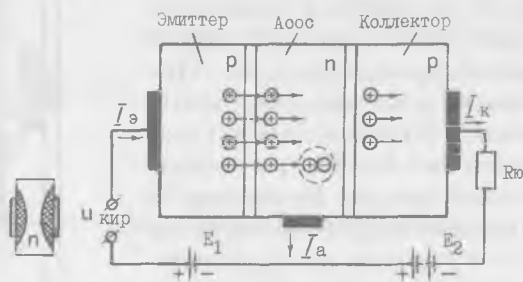 Эмиттер Аоос Коллектор
p n p
I э I к
u кир
Rю
n
E1 E2
+ − I а + −